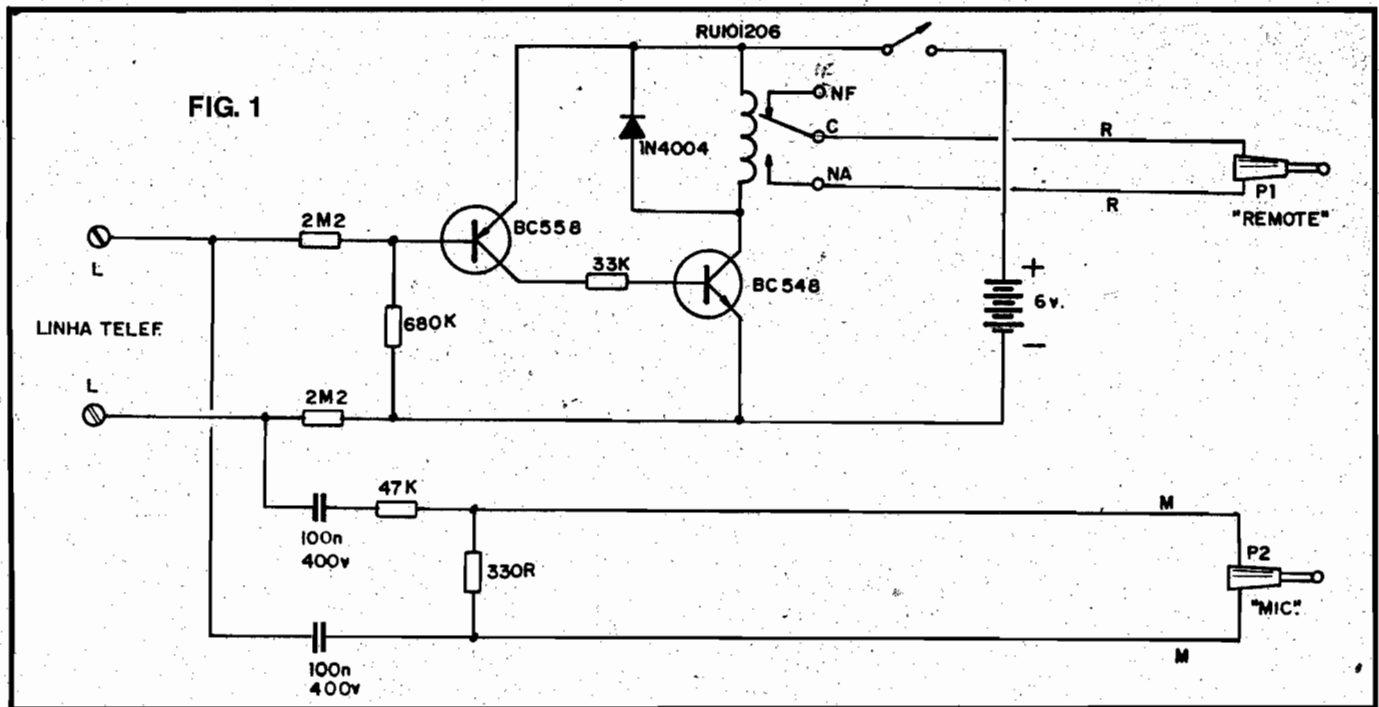 RU101206
FIG. 1
NF
C
R
1N4004
NA
P1
R
"REMOTE"
2M2
BC558
L
33K
BC548
+
6v.
680K
LINHA TELEF.
−
L
2M2
47K
M
100n
400v
P2
330R
"MIC".
M
100n
400v